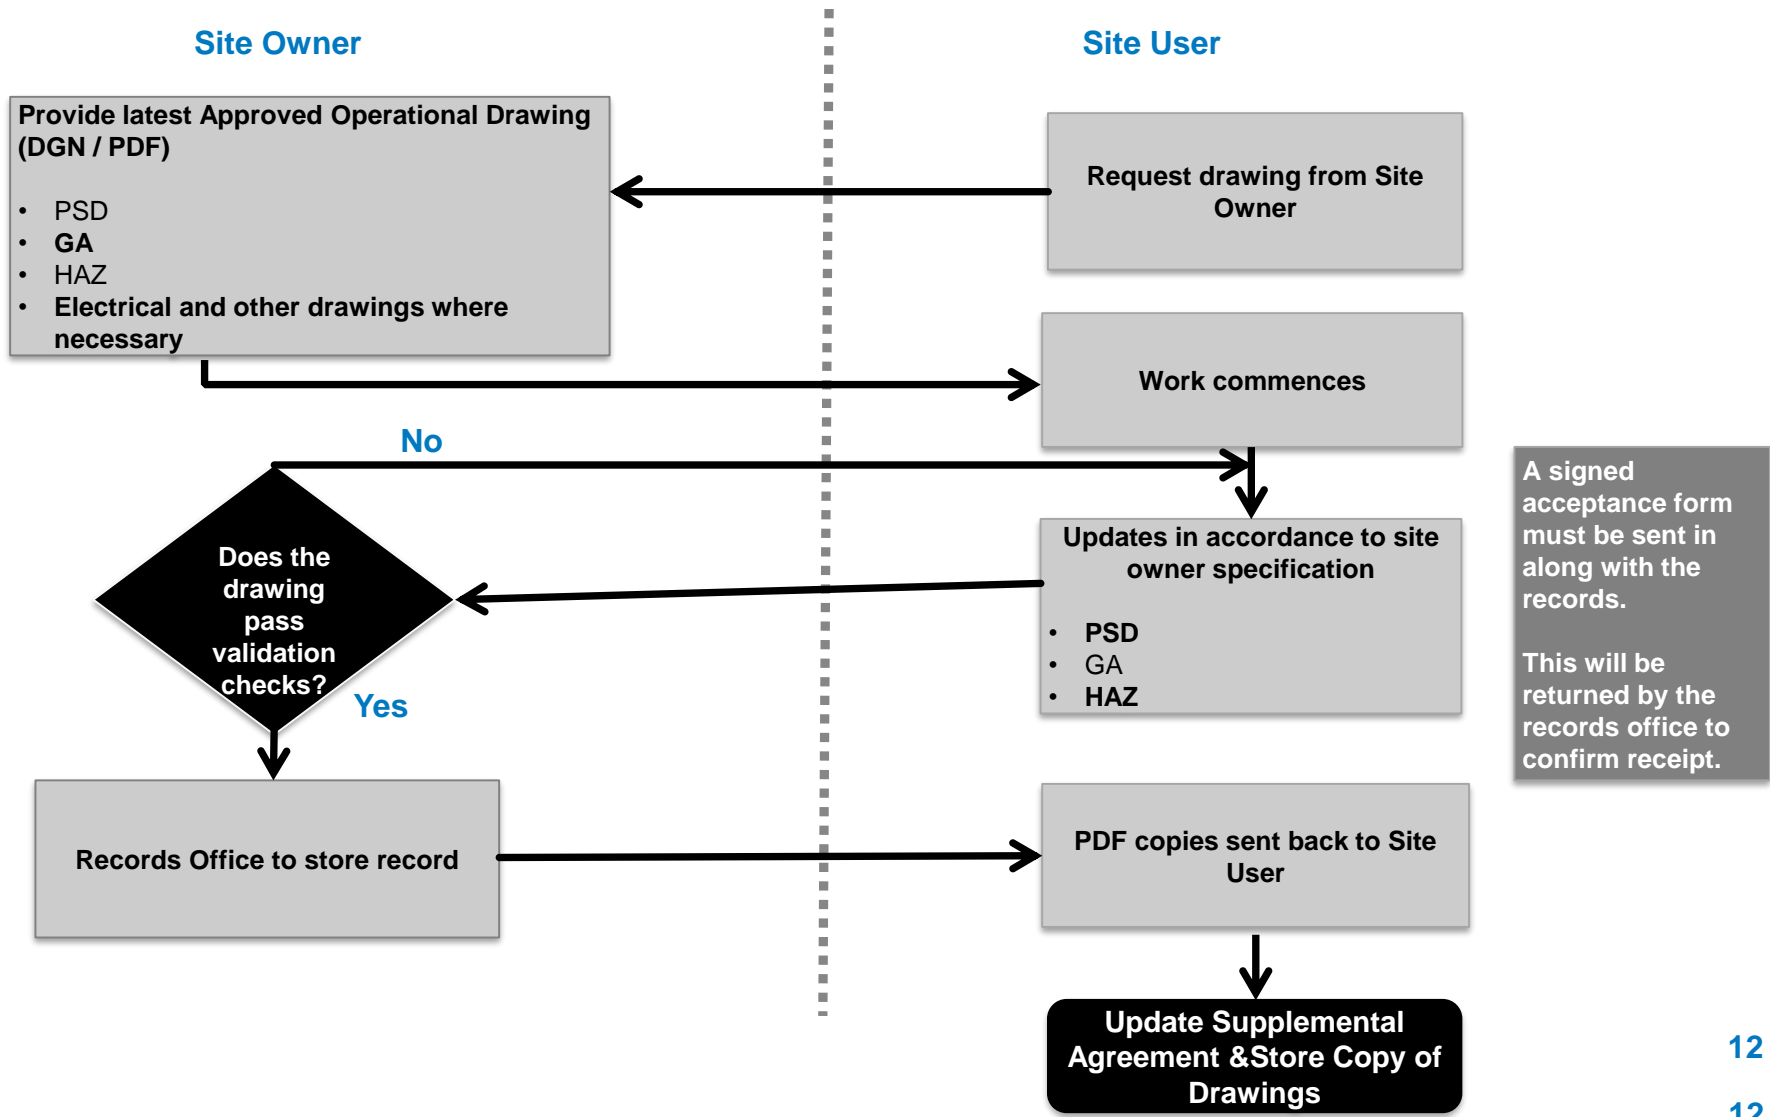 Site Owner
Site User
Provide latest Approved Operational Drawing
(DGN / PDF)
• PSD
• GA
• HAZ
• Electrical and other drawings where
necessary
Request drawing from Site
Owner
Work commences
No
Does the
drawing
pass
validation
checks?
Yes
Updates in accordance to site
owner specification
• PSD
• GA
• HAZ
A signed
acceptance form
must be sent in
along with the
records.
This will be
returned by the
records office to
confirm receipt.
Records Office to store record
PDF copies sent back to Site
User
Update Supplemental
Agreement &Store Copy of
Drawings
12
12